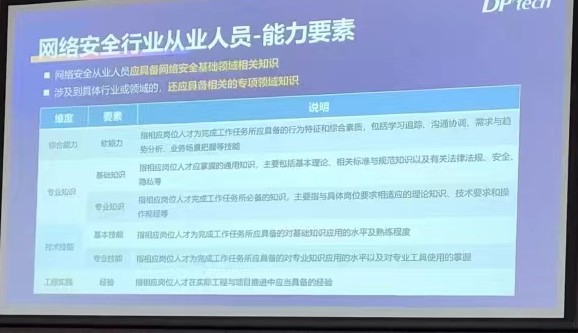 DPtech
网络安全行业从业人员-能力要素
网络安全从业人员应具备网络安全基础领域相关知识
涉及到具体行业或领域的，还应具备相关的专项领域知识
维度 要素 说明
综合能力 软能力 指相应岗位人才为完成工作任务所应具备的行为特征和综合素质，包括学习追踪、沟通协调、需求与趋
势分析、业务场景把握等技能
专业知识 基础知识 指相应岗位人才应掌握的通用知识，主要包括基本理论、相关标准与规范知识以及有关法律法规、安全、
隐私等
专业知识 指相应岗位人才完成工作任务所必备的知识，主要指与具体岗位要求相适应的理论知识、技术要求和操
作规程等
技术技能 基本技能 指相应岗位人才为完成工作任务所应具备的对基础知识应用的水平及熟练程度
专业技能 指相应岗位人才为完成工作任务所应具备的对专业知识应用的水平以及对专业工具使用的掌握
工程实践 经验 指相应岗位人才在实际工程与项目推进中应当具备的经验